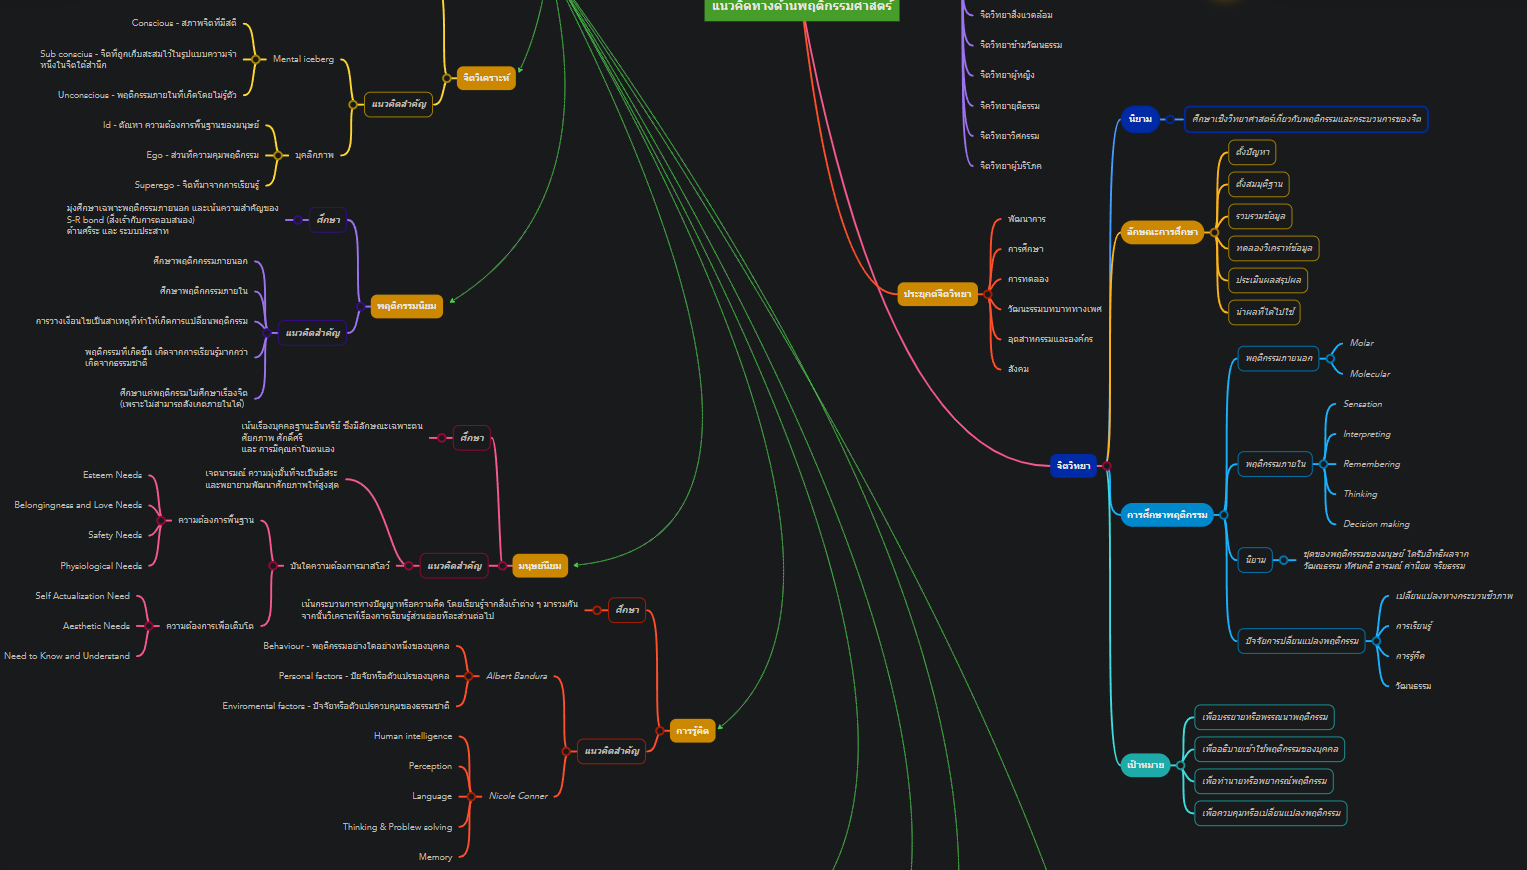 แนวคิดทางด้านพฤติกรรมศาสตร์
Conscious - สภาพจิตที่มีสติ
Sub conscius - จิตที่ถูกเก็บสะสมไว้ในรูปแบบความจำ
หนึ่งในจิตใต้สำนึก
Unconscious - พฤติกรรมภายในที่เกิดโดยไม่รู้ตัว
Mental iceberg
Id - ตัณหา ความต้องการพื้นฐานของมนุษย์
Ego - ส่วนที่ความคุมพฤติกรรม
Superego - จิตที่มาจากการเรียนรู้
บุคลิกภาพ
แนวคิดสำคัญ
จิตวิเคราะห์
มุ่งศึกษาเฉพาะพฤติกรรมภายนอก และเน้นความสำคัญของ
S-R bond (สิ่งเร้ากับการตอบสนอง)
ด้านศรีระ และ ระบบประสาท
ศึกษา
ศึกษาพฤติกกรรมภายนอก
ศึกษาพฤติกกรรมภายใน
การวางเงื่อนไขเป็นสาเหตุที่ทำให้เกิดการแปลี่ยนพฤติกรรม
พฤติกรรมที่เกิดขึ้น เกิดจากการเรียนรู้มากกว่า
เกิดจากธรรมชาติ
ศึกษาแค่พฤติกรรมไม่ศึกษาเรื่องจิต
(เพราะไม่สามารถสังเกตภายในได้)
แนวคิดสำคัญ
พฤติกรรมนิยม
เน้นเรื่องบุคคลฐานะอินทรีย์ ซึ่งมีลักษณะเฉพาะตน
ศัยกภาพ ศักดิ์ศรี
และ การมีคุณค่าในตนเอง
ศึกษา
เจตนารมณ์ ความมุ่งมั่นที่จะเป็นอิสระ
และพยายามพัฒนาศักยภาพให้สูงสุด
Esteem Needs
Belongingness and Love Needs
Safety Needs
Physiological Needs
ความต้องการพื้นฐาน
Self Actualization Need
Aesthetic Needs
Need to Know and Understand
ความต้องการเพื่อเติบโต
บันไดความต้องการมาสโลว์
แนวคิดสำคัญ
มนุษย์นิยม
เน้นกระบวนการทางปัญญาหรือความคิด โดยเรียนรู้จากสิ่งเร้าต่าง ๆ มารวมกัน
จากนั้นวิเคราะห์เรื่องการเรียนรู้ส่วนย่อยทีละส่วนต่อไป
ศึกษา
Behaviour - พฤติกรรมอย่างใดอย่างหนึ่งของบุคคล
Personal factors - ปัยจัยหรือตัวแปรของบุคคล
Enviromental factors - ปัจจัยหรือตัวแปรควบคุมของธรรมชาติ
Albert Bandura
Human intelligence
Perception
Language
Thinking & Problew solving
Memory
Nicole Conner
แนวคิดสำคัญ
การรู้คิด
จิตวิทยาสิ่งแวดล้อม
จิตวิทยาข้ามวัฒนธรรม
จิตวิทยาผู้หญิง
จิควิทยายุติธรรม
จิตวิทยาวิศกรรม
จิตวิทยาผู้บริโภค
ประยุกต์จิตวิทยา
พัฒนาการ
การศึกษา
การทดลอง
วัฒนะรรมบทบาททางเพศ
อุตสาหกรรมและองค์กร
สังคม
จิตวิทยา
นิยาม
ศึกษาเชิงวิทยาศาสตร์เกี่ยวกับพฤติกรรมและกระบวนการของจิต
ลักษณะการศึกษา
ตั้งปัญหา
ตั้งสมมุติฐาน
รวบรวมข้อมูล
ทดลองวิเคราห์ข้อมูล
ประเมินผลสรุปผล
นำผลที่ได้ไปใช้
การศึกษาพฤติกรรม
พฤติกรรมภายนอก
Molar
Molecular
พฤติกรรมภายใน
Sensation
Interpreting
Remembering
Thinking
Decision making
นิยาม
ชุดของพฤติกรรมของมนุษย์ ได้รับอิทธิผลจาก
วัฒณธรรม ทัศนคติ อารมณ์ ค่านิยม จริยธรรม
ปัจจัยการเปลี่ยนแปลงพฤติกรรม
เปลี่ยนแปลงทางกระบวนชีวภาพ
การเรียนรู้
การรู้คิด
วัฒนธรรม
เป้าหมาย
เพื่อบรรยายหรือพรรณนาพฤติกรรม
เพื่ออธิบายเข้าใช้พฤติกรรมของบุคคล
เพื่อทำนายหรือพยากรณ์พฤติกรรม
เพื่อควบคุมหรือเปลี่ยนแปลงพฤติกรรม